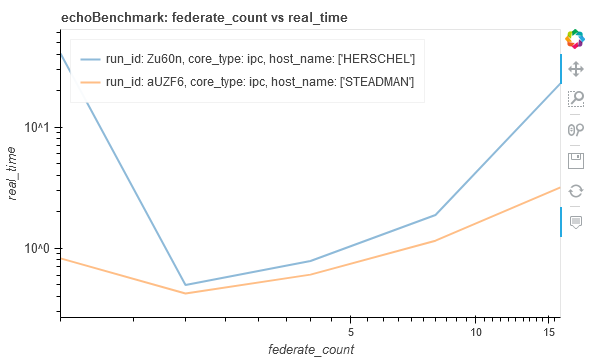 echoBenchmark: federate_count vs real_time
run_id: Zu60n, core_type: ipc, host_name: ['HERSCHEL']
run_id: aUZF6, core_type: ipc, host_name: ['STEADMAN']
10^1
10^0
real_time
5
10
15
federate_count